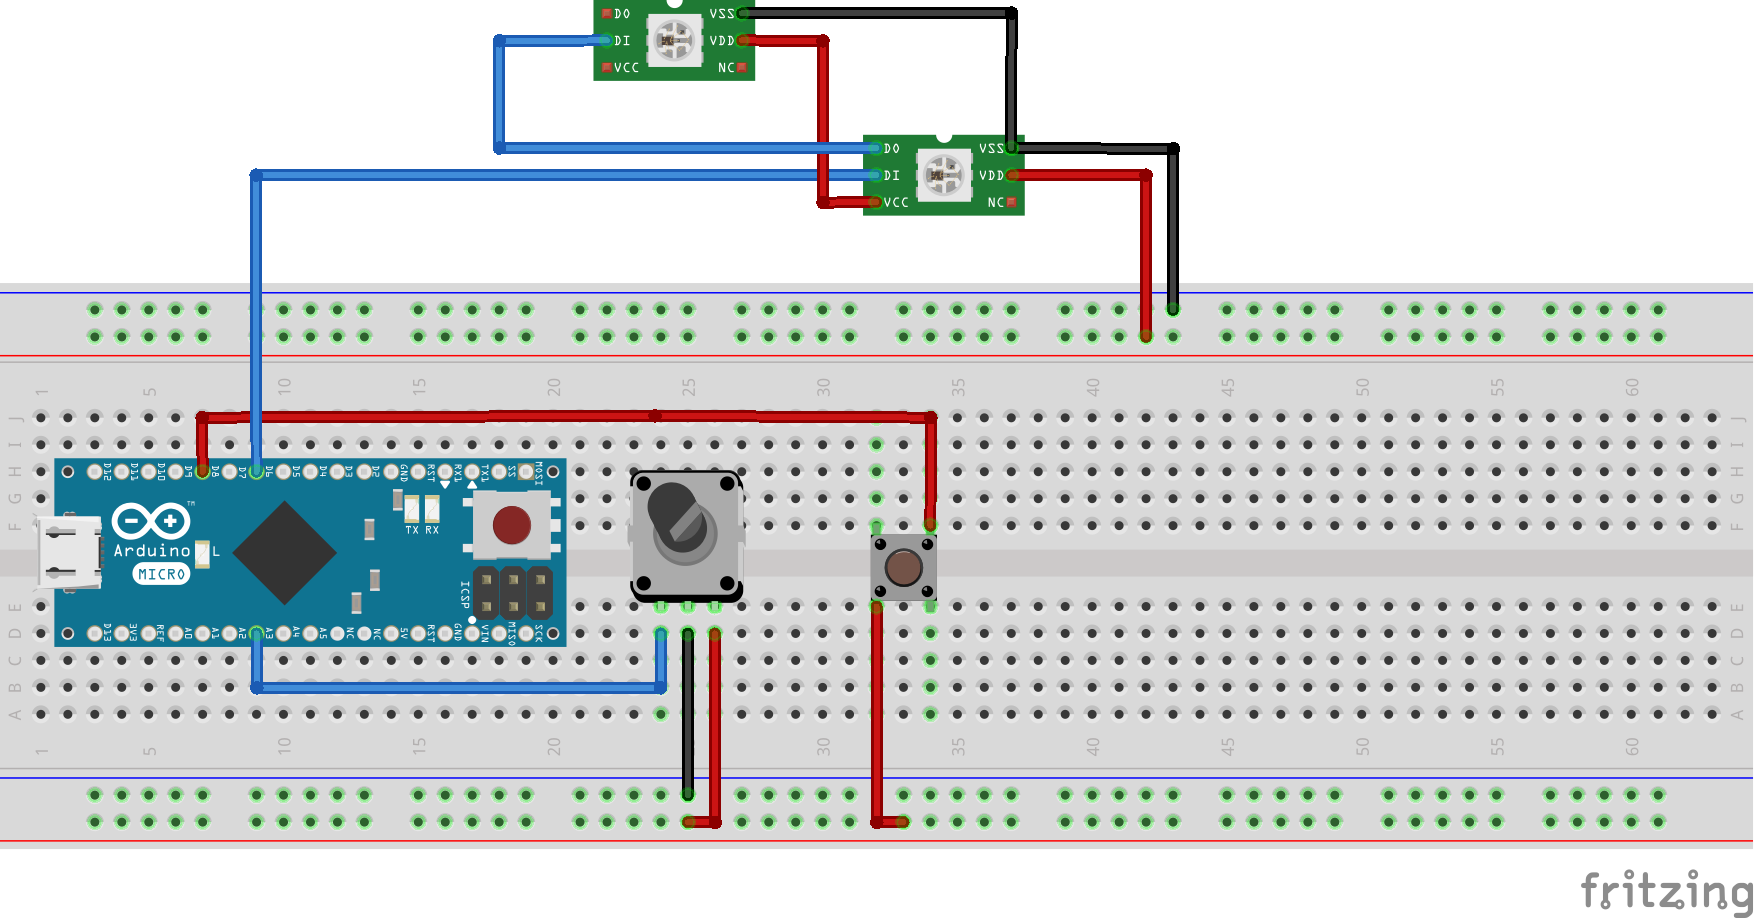 DO VSS
DI VDD
VCC NC
DO VSS
DI VDD
VCC NC
1 5 10 15 20 25 30 35 40 45 50 55 60
J J
I I
H H
G G
F F
D12 D11 D10 D9 D8 D7 D6 D5 D4 D3 D2 GND RST RX1 TX1 SS MOSI
TM
TX RX
Arduino
L
MICRO
ICSP
D13 3V3 REF A0 A1 A2 A3 A4 A5 NC NC 5V RST GND VIN MISO SCK
E E
D D
C C
B B
A A
1 5 10 15 20 25 30 35 40 45 50 55 60
fritzing